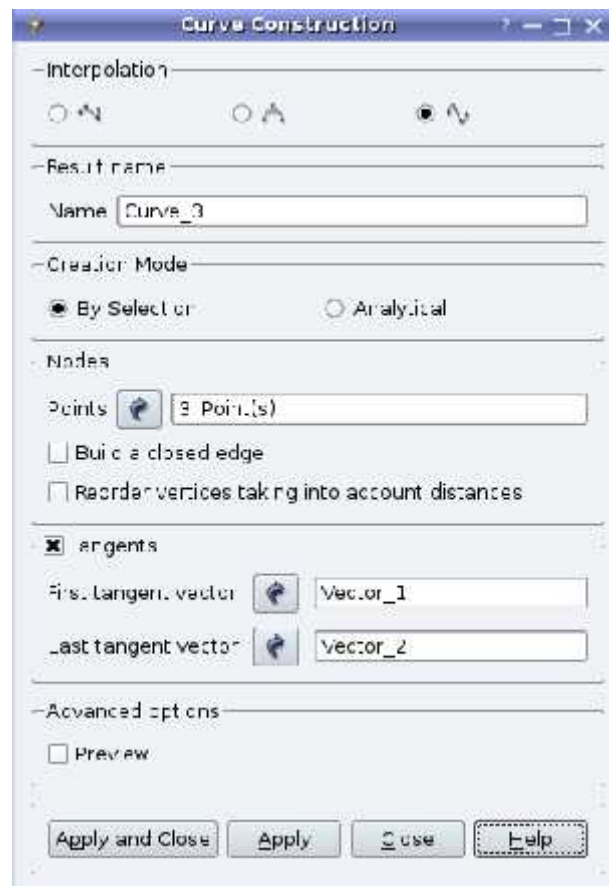 Curve Construction
Interpolation
Result name
Name Curve_3
Creation Mode
By Selection Analytical
Nodes
Points 3 Point(s)
Build a closed edge
Reorder vertices taking into account distances
Tangents
First tangent vector Vector_1
Last tangent vector Vector_2
Advanced options
Preview
Apply and Close Apply Close Help